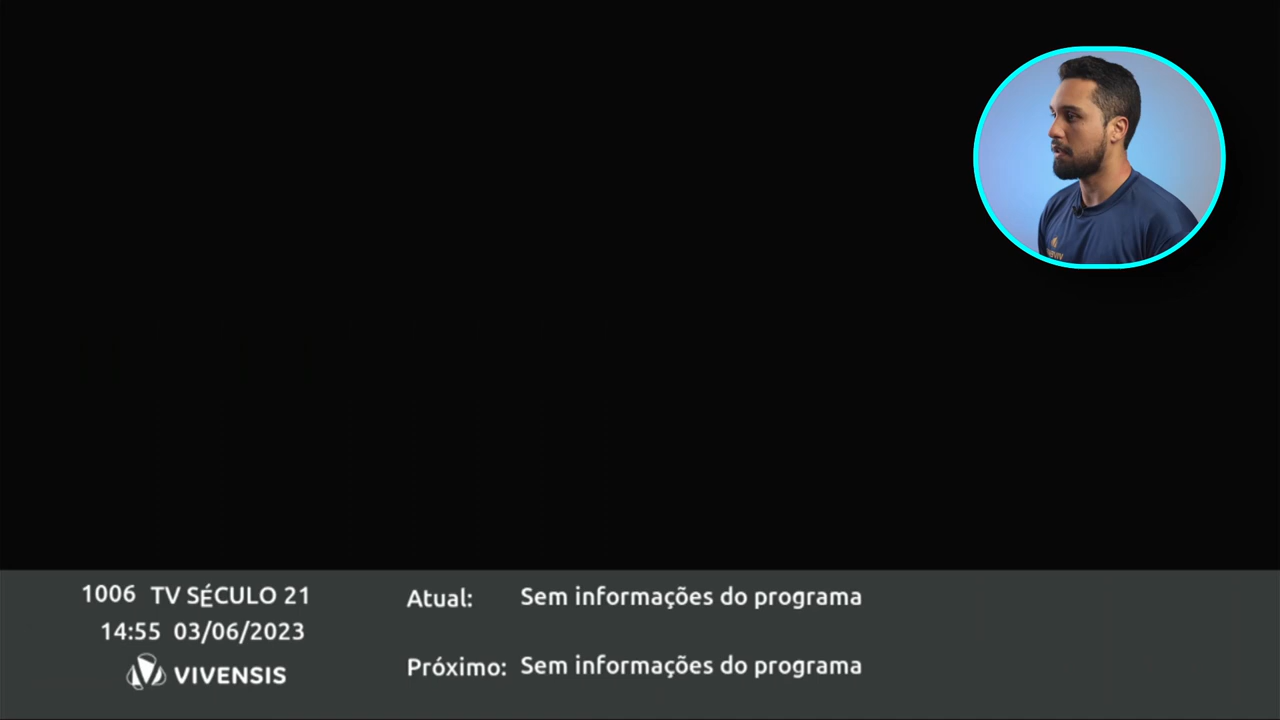 1006 TV SÉCULO 21
14:55 03/06/2023
VIVENSIS
Atual: Sem informações do programa
Próximo: Sem informações do programa